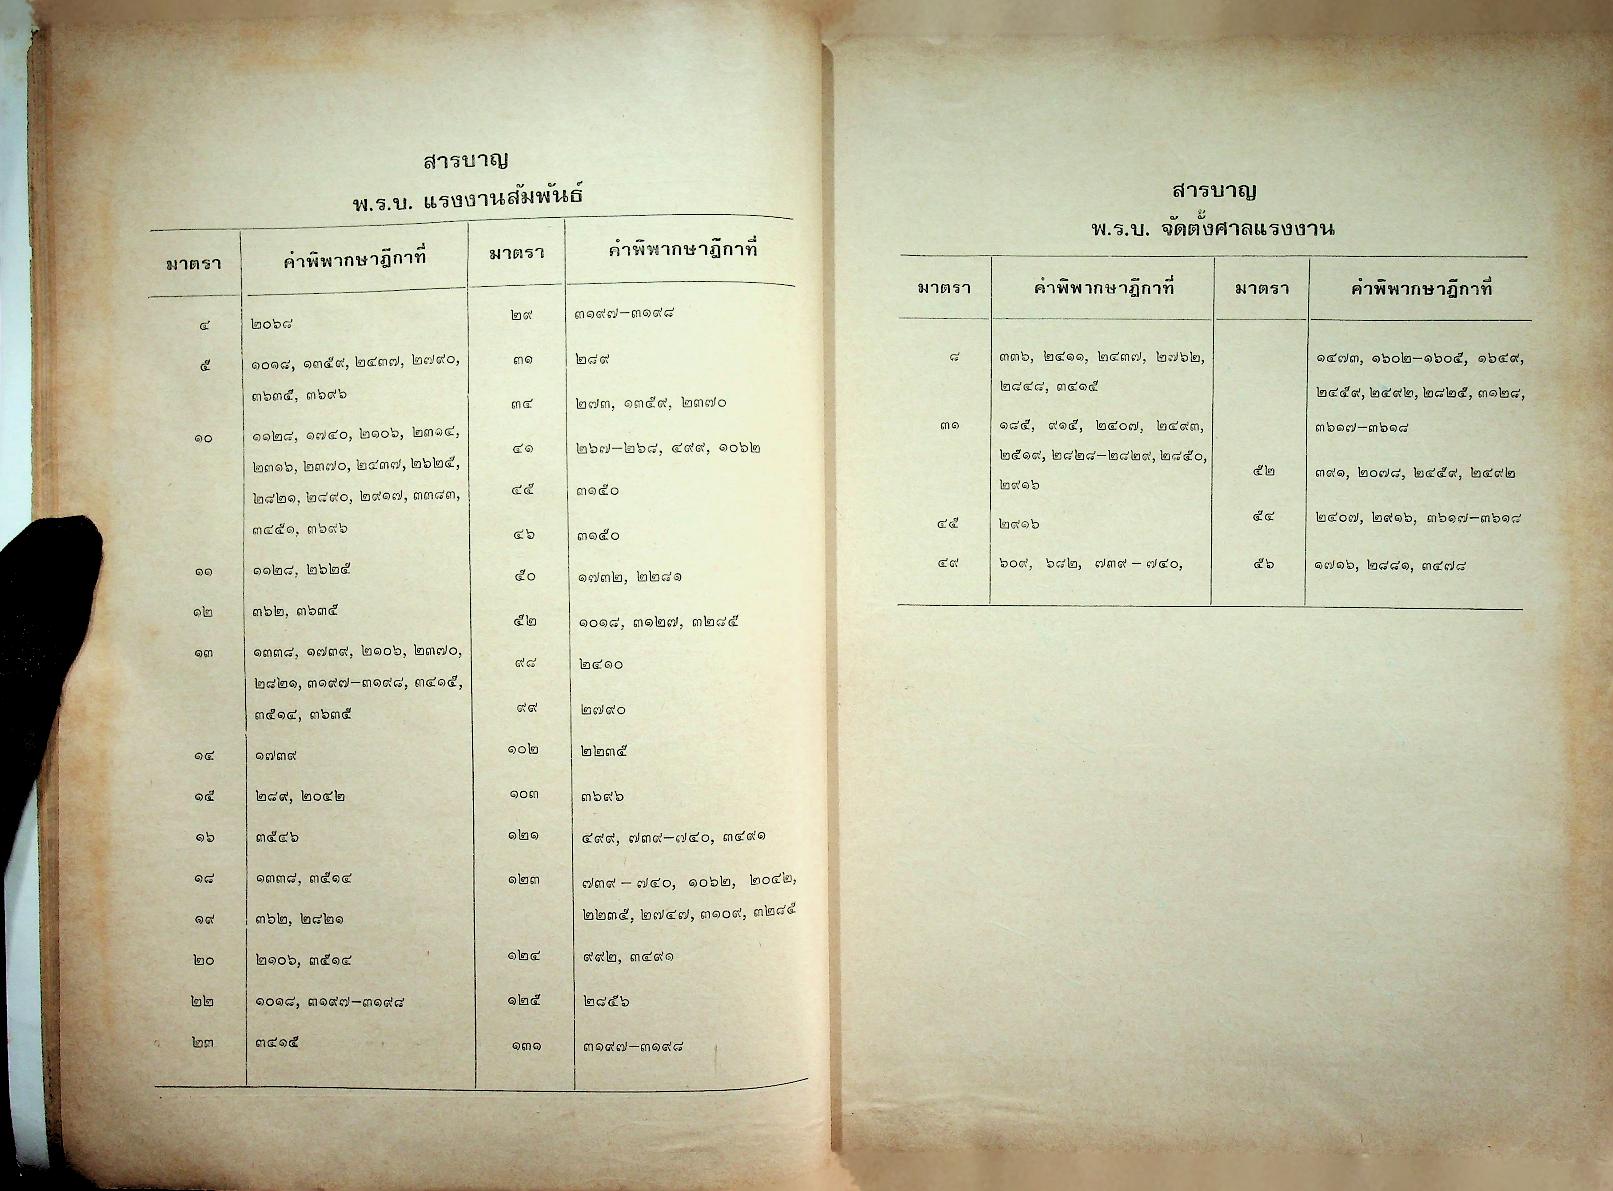 สารบาญ
พ.ร.บ. แรงงานสัมพันธ์
มาตรา คำพิพากษาฎีกาที่
๔ ๒๐๖๘
๕ ๑๐๑๘, ๑๓๕๙, ๒๔๓๗, ๒๗๙๐,
๓๖๓๕, ๓๖๙๖
๑๐ ๑๑๒๘, ๑๗๔๐, ๒๑๐๖, ๒๓๑๔,
๒๓๑๖, ๒๓๗๐, ๒๔๓๗, ๒๖๒๕,
๒๘๒๑, ๒๘๙๐, ๒๙๑๗, ๓๓๘๓,
๓๔๕๑, ๓๖๙๖
๑๑ ๑๑๒๘, ๒๖๒๕
๑๒ ๓๖๒, ๓๖๓๕
๑๓ ๑๓๓๘, ๑๗๓๙, ๒๑๐๖, ๒๓๗๐,
๒๘๒๑, ๓๑๙๗–๓๑๙๘, ๓๔๑๕,
๓๕๑๔, ๓๖๓๕
๑๔ ๑๗๓๙
๑๕ ๒๘๙, ๒๐๔๒
๑๖ ๓๕๔๖
๑๘ ๑๓๓๘, ๓๕๑๔
๑๙ ๓๖๒, ๒๘๒๑
๒๐ ๒๑๐๖, ๓๕๑๔
๒๒ ๑๐๑๘, ๓๑๙๗–๓๑๙๘
๒๓ ๓๔๑๕
มาตรา คำพิพากษาฎีกาที่
๒๙ ๓๑๙๗–๓๑๙๘
๓๑ ๒๘๙
๓๔ ๒๗๓, ๑๓๕๙, ๒๓๗๐
๔๑ ๒๖๗–๒๖๘, ๔๙๙, ๑๐๖๒
๔๕ ๓๑๕๐
๔๖ ๓๑๕๐
๕๐ ๑๗๓๒, ๒๒๘๑
๕๒ ๑๐๑๘, ๓๑๒๗, ๓๒๘๕
๙๘ ๒๔๑๐
๙๙ ๒๗๙๐
๑๐๒ ๒๒๓๕
๑๐๓ ๓๖๙๖
๑๒๑ ๔๙๙, ๗๓๙–๗๔๐, ๓๔๙๑
๑๒๓ ๗๓๙ – ๗๔๐, ๑๐๖๒, ๒๐๔๒,
๒๒๓๕, ๒๗๔๗, ๓๑๐๙, ๓๒๘๕
๑๒๔ ๙๙๒, ๓๔๙๑
๑๒๕ ๒๘๕๖
๑๓๑ ๓๑๙๗–๓๑๙๘
สารบาญ
พ.ร.บ. จัดตั้งศาลแรงงาน
มาตรา คำพิพากษาฎีกาที่
๘ ๓๓๖, ๒๔๑๑, ๒๔๓๗, ๒๗๖๒,
๒๘๔๘, ๓๔๑๕
๓๑ ๑๘๕, ๙๑๕, ๒๔๐๗, ๒๔๙๓,
๒๕๑๙, ๒๘๒๘–๒๘๒๙, ๒๘๕๐,
๒๙๑๖
๔๕ ๒๙๑๖
๔๙ ๖๐๙, ๖๘๒, ๗๓๙ – ๗๔๐,
มาตรา คำพิพากษาฎีกาที่
๑๔๗๓, ๑๖๐๒–๑๖๐๕, ๑๖๔๙,
๒๔๕๙, ๒๔๙๒, ๒๘๒๕, ๓๑๒๘,
๓๖๑๗–๓๖๑๘
๕๒ ๓๙๑, ๒๐๗๘, ๒๔๕๙, ๒๔๙๒
๕๔ ๒๔๐๗, ๒๙๑๖, ๓๖๑๗–๓๖๑๘
๕๖ ๑๗๑๖, ๒๘๘๑, ๓๔๗๘